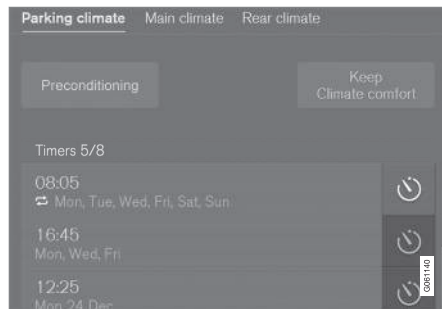 Parking climate Main climate Rear climate
Preconditioning
Keep
Climate comfort
Timers 5/8
08:05
Mon, Tue, Wed, Fri, Sat, Sun
16:45
Mon, Wed, Fri
12:25
Mon 24 Dec
G061140